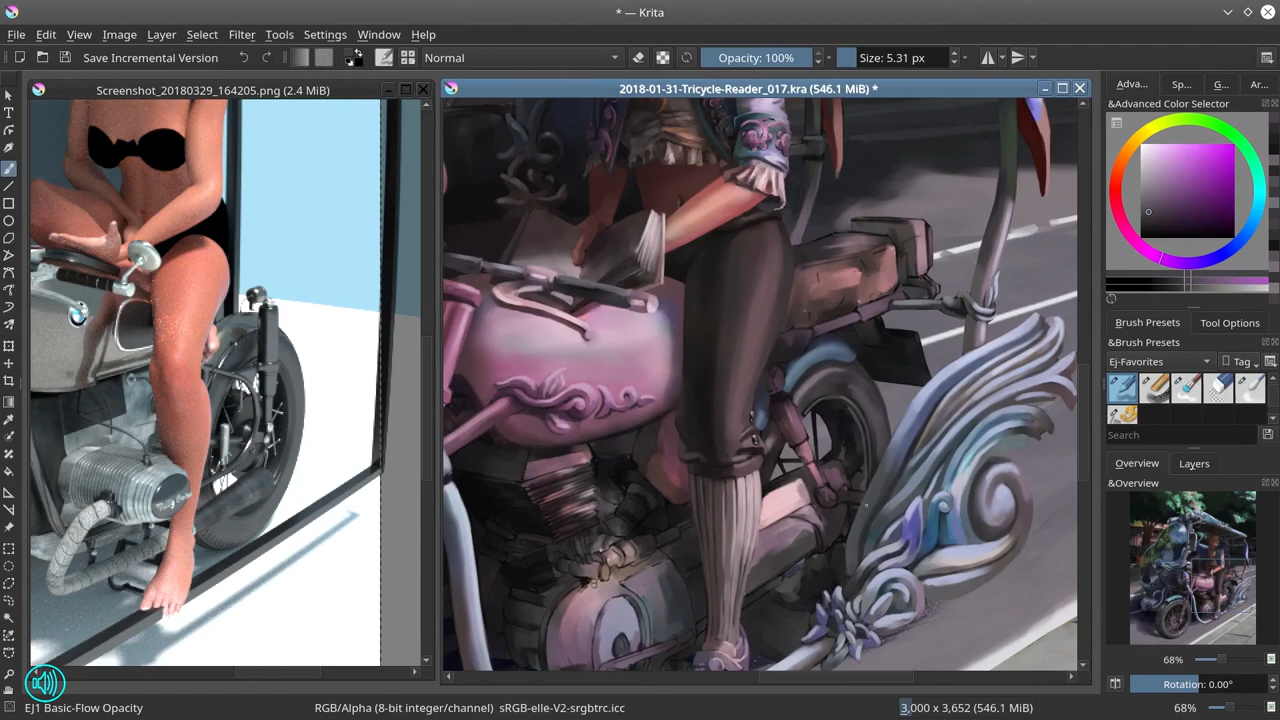 * — Krita
File Edit View Image Layer Select Filter Tools Settings Window Help
Save Incremental Version Normal Opacity: 100% Size: 5.31 px
Screenshot_20180329_164205.png (2.4 MiB)
2018-01-31-Tricycle-Reader_017.kra (546.1 MiB) *
Adva... Sp... G... Ar...
&Advanced Color Selector
Brush Presets Tool Options
&Brush Presets
Ej-Favorites Tag
Search
Overview Layers
&Overview
68%
Rotation: 0.00°
EJ1 Basic-Flow Opacity RGB/Alpha (8-bit integer/channel) sRGB-elle-V2-srgbtrc.icc 3,000 x 3,652 (546.1 MiB) 68%